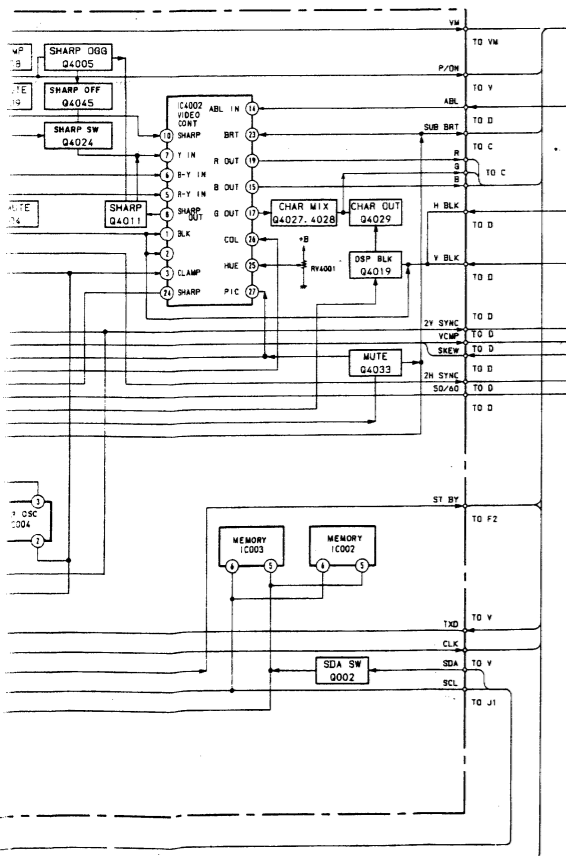 VM
TO VM
SHARP OGG
Q4005
P/ON
TO V
SHARP OFF
Q4045
IC4002
VIDEO
CONT
ABL IN 14
ABL
TO D
SHARP SW
Q4024
10 SHARP
BRT 23
SUB BRT
TO C
7 Y IN
R OUT 19
R
G
B
TO C
6 B-Y IN
5 R-Y IN
B OUT 15
SHARP
Q4011
8 SHARP OUT
G OUT 17
CHAR MIX
Q4027.4028
CHAR OUT
Q4029
H BLK
TO D
1 BLK
COL 26
+B
2
HUE 25
RV4001
DSP BLK
Q4019
V BLK
TO D
3 CLAMP
24 SHARP
PIC 27
2V SYNC
TO D
VCMP
TO D
SKEW
TO D
MUTE
Q4033
2H SYNC
TO D
50/60
TO D
3
OSC
2
ST BY
TO F2
MEMORY
IC003
MEMORY
IC002
6 5
6 5
TXD
TO V
CLK
SDA SW
Q002
SDA
TO V
SCL
TO J1